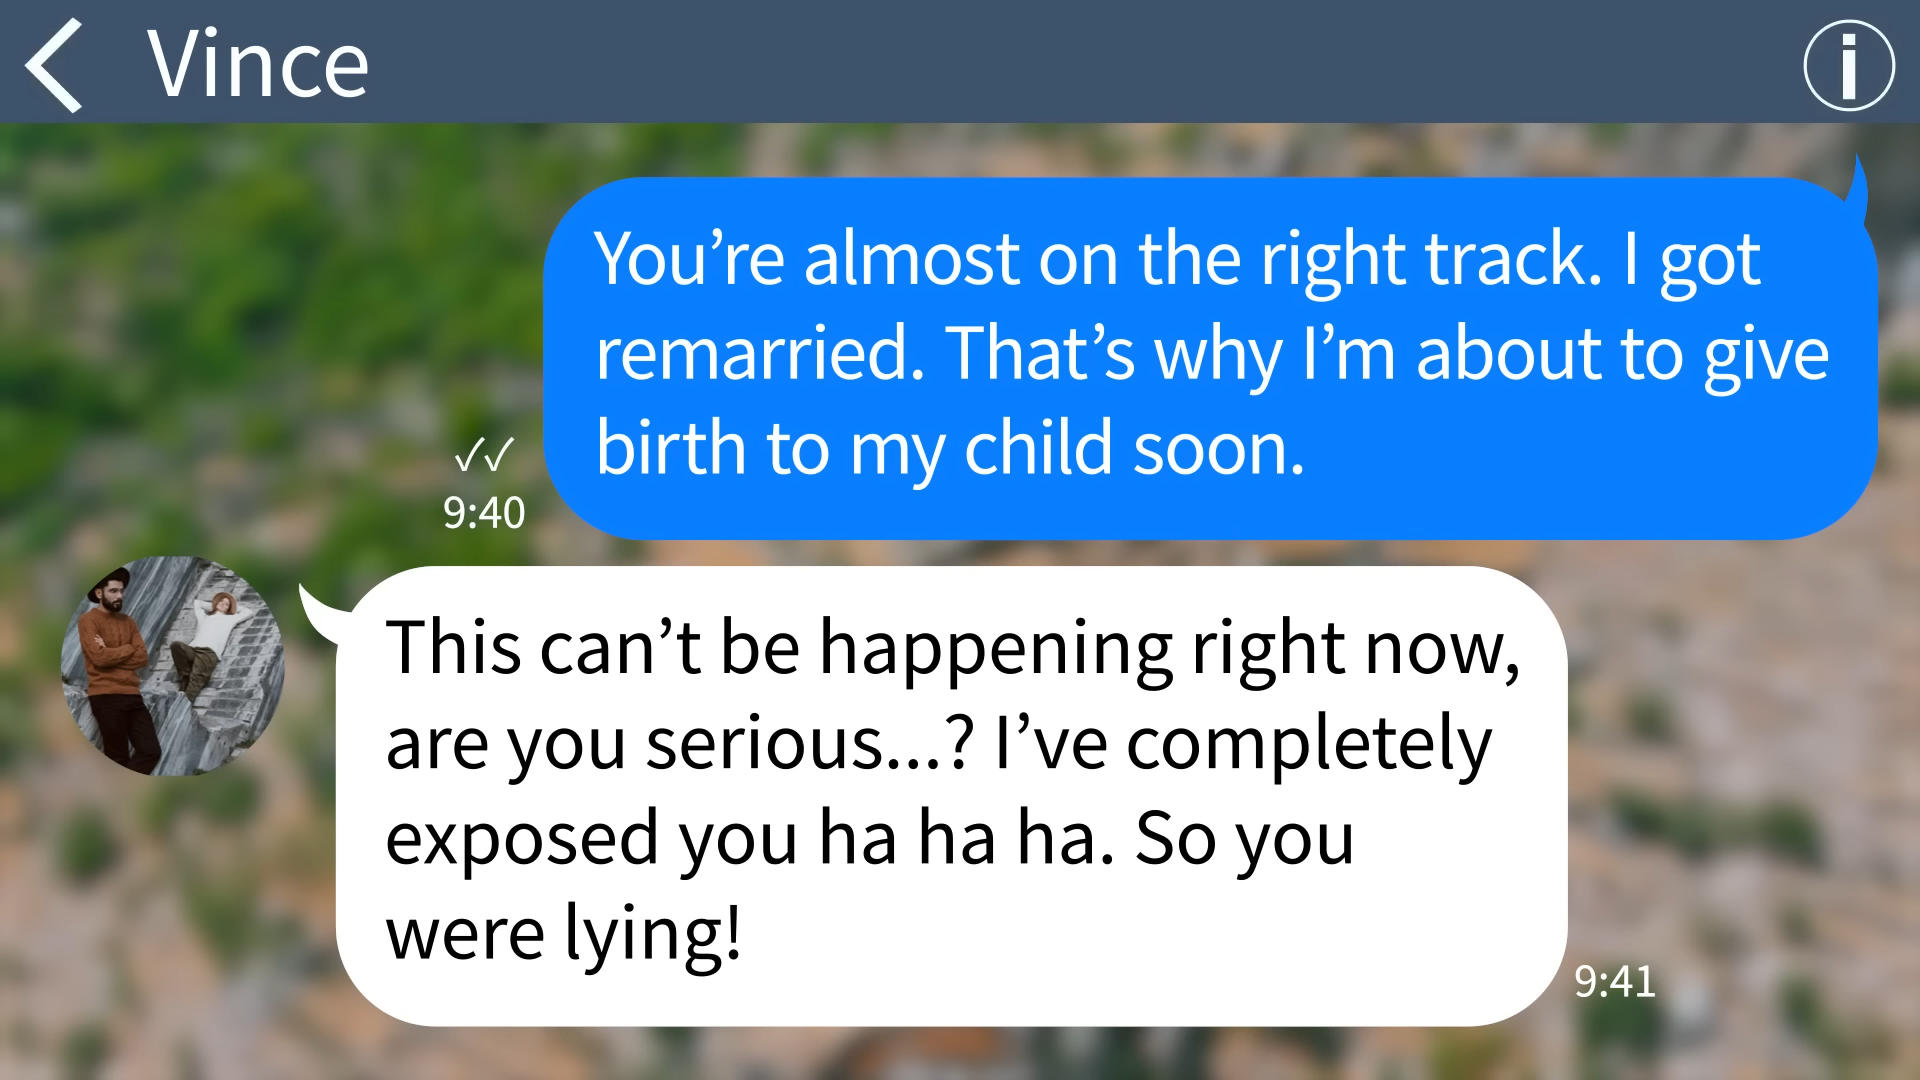 Vince
You’re almost on the right track. I got
remarried. That’s why I’m about to give
birth to my child soon.
9:40
This can’t be happening right now,
are you serious...? I’ve completely
exposed you ha ha ha. So you
were lying!
9:41